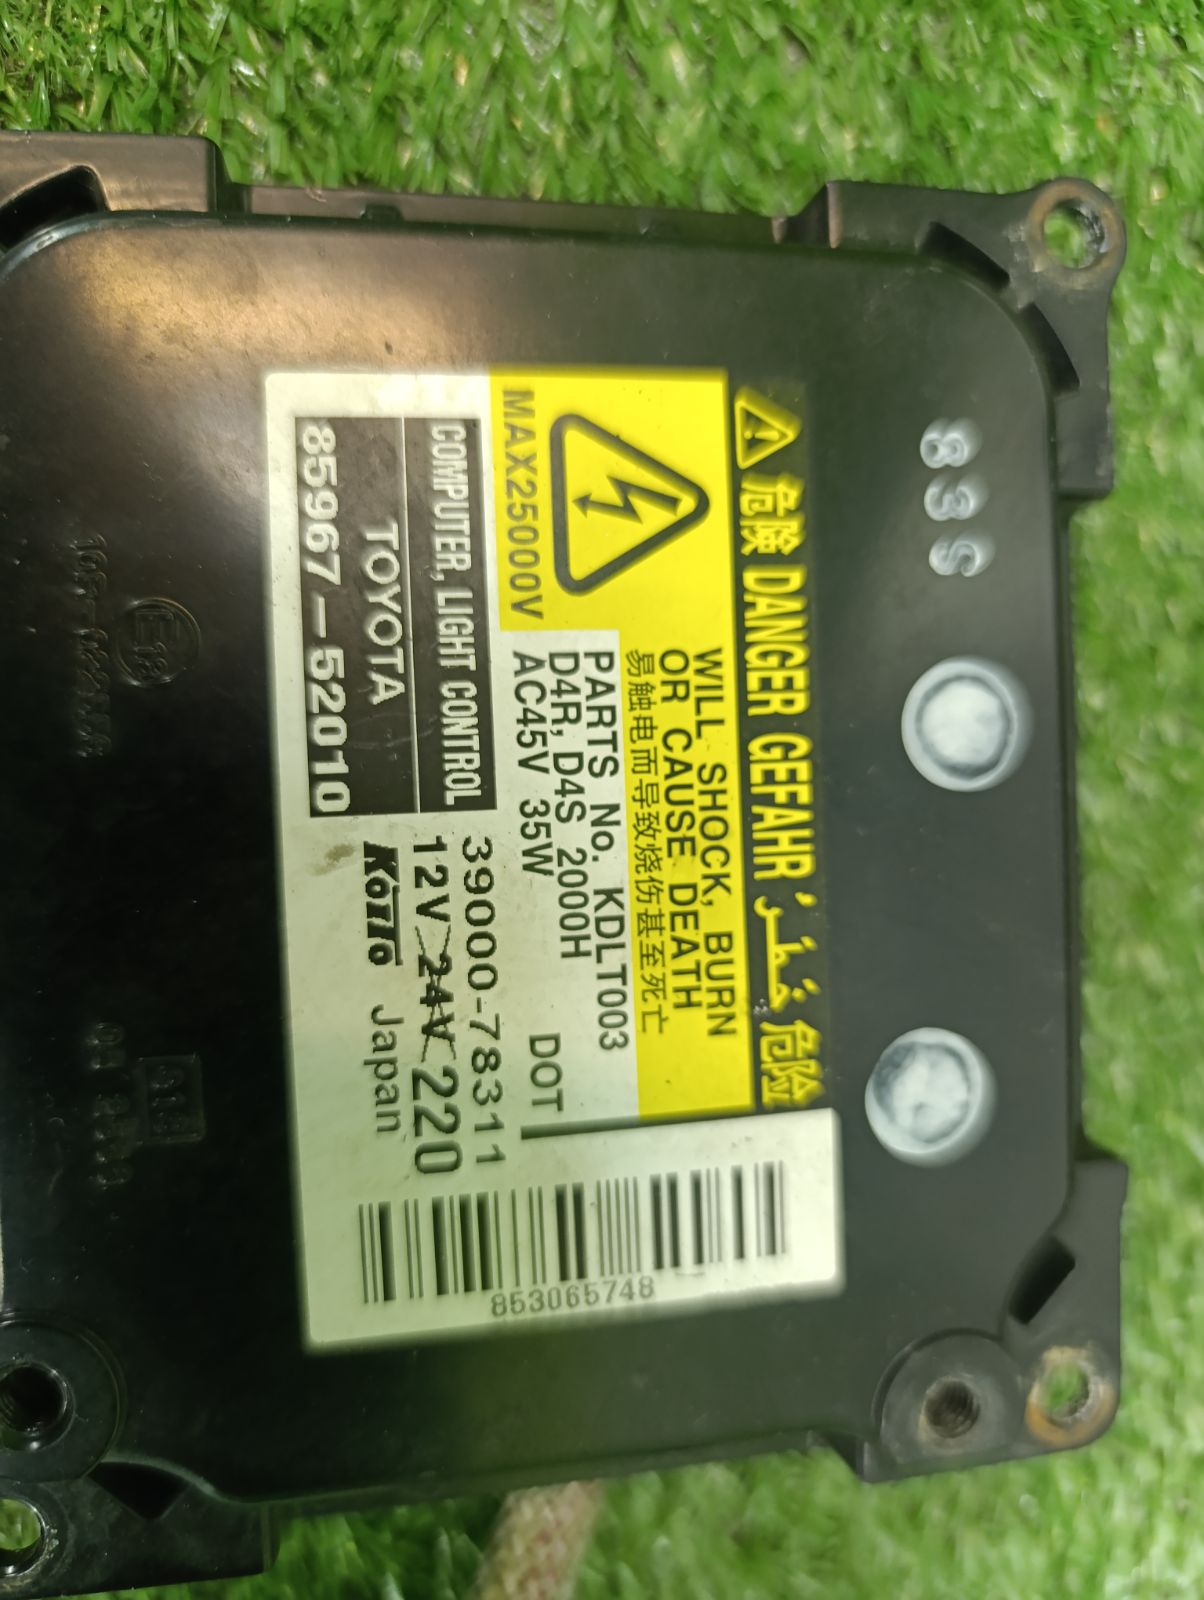 ⚠ 危険 DANGER GEFAHR خطر 危险
WILL SHOCK, BURN
OR CAUSE DEATH
易触电而导致烧伤甚至死亡
MAX25000V
PARTS No. KDLT003
D4R, D4S 2000H
AC45V 35W
DOT
COMPUTER, LIGHT CONTROL
TOYOTA
85967-52010
39000-78311
12V 24V 220
KOITO Japan
853065748
83S
E13